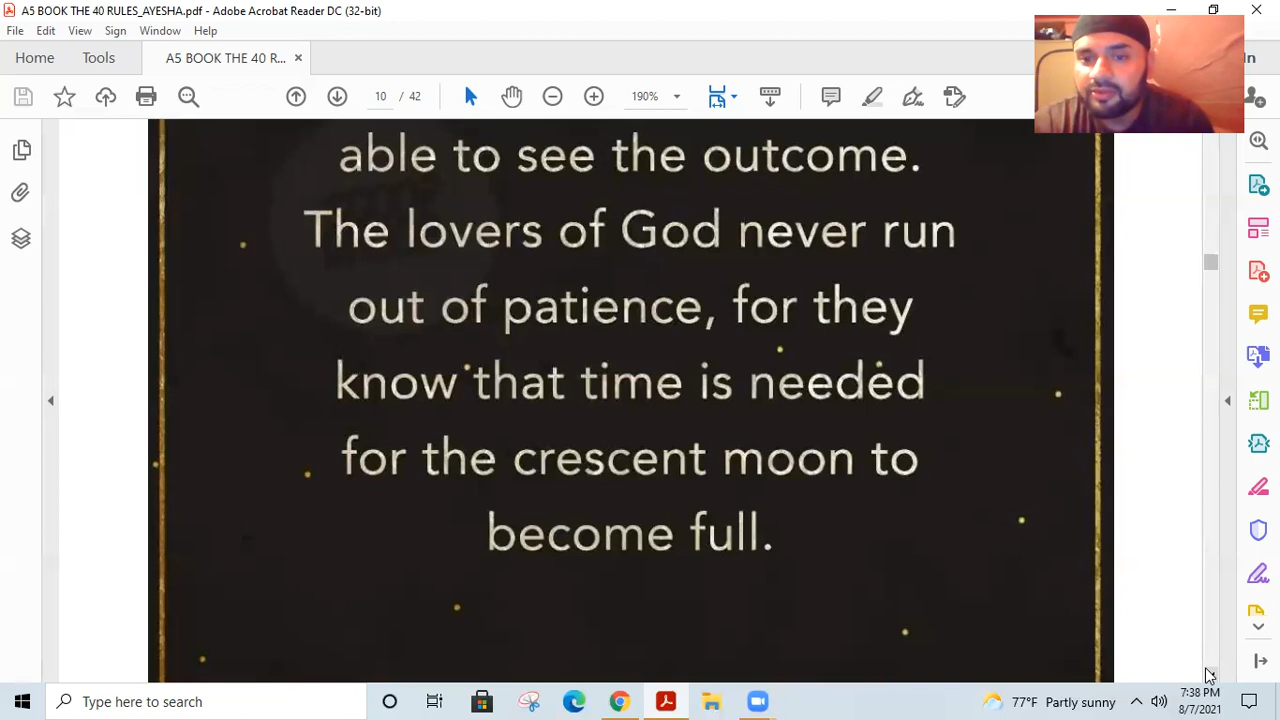 A5 BOOK THE 40 RULES_AYESHA.pdf - Adobe Acrobat Reader DC (32-bit)
File Edit View Sign Window Help
Home Tools A5 BOOK THE 40 R... In
10 / 42 190%
able to see the outcome.
The lovers of God never run
out of patience, for they
know that time is needed
for the crescent moon to
become full.
Type here to search
77°F Partly sunny
7:38 PM
8/7/2021